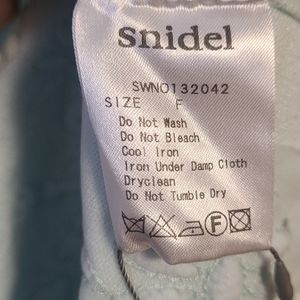 snidel
SWNO132042
SIZE F
Do Not Wash
Do Not Bleach
Cool Iron
Iron Under Damp Cloth
Dryclean
Do Not Tumble Dry
F